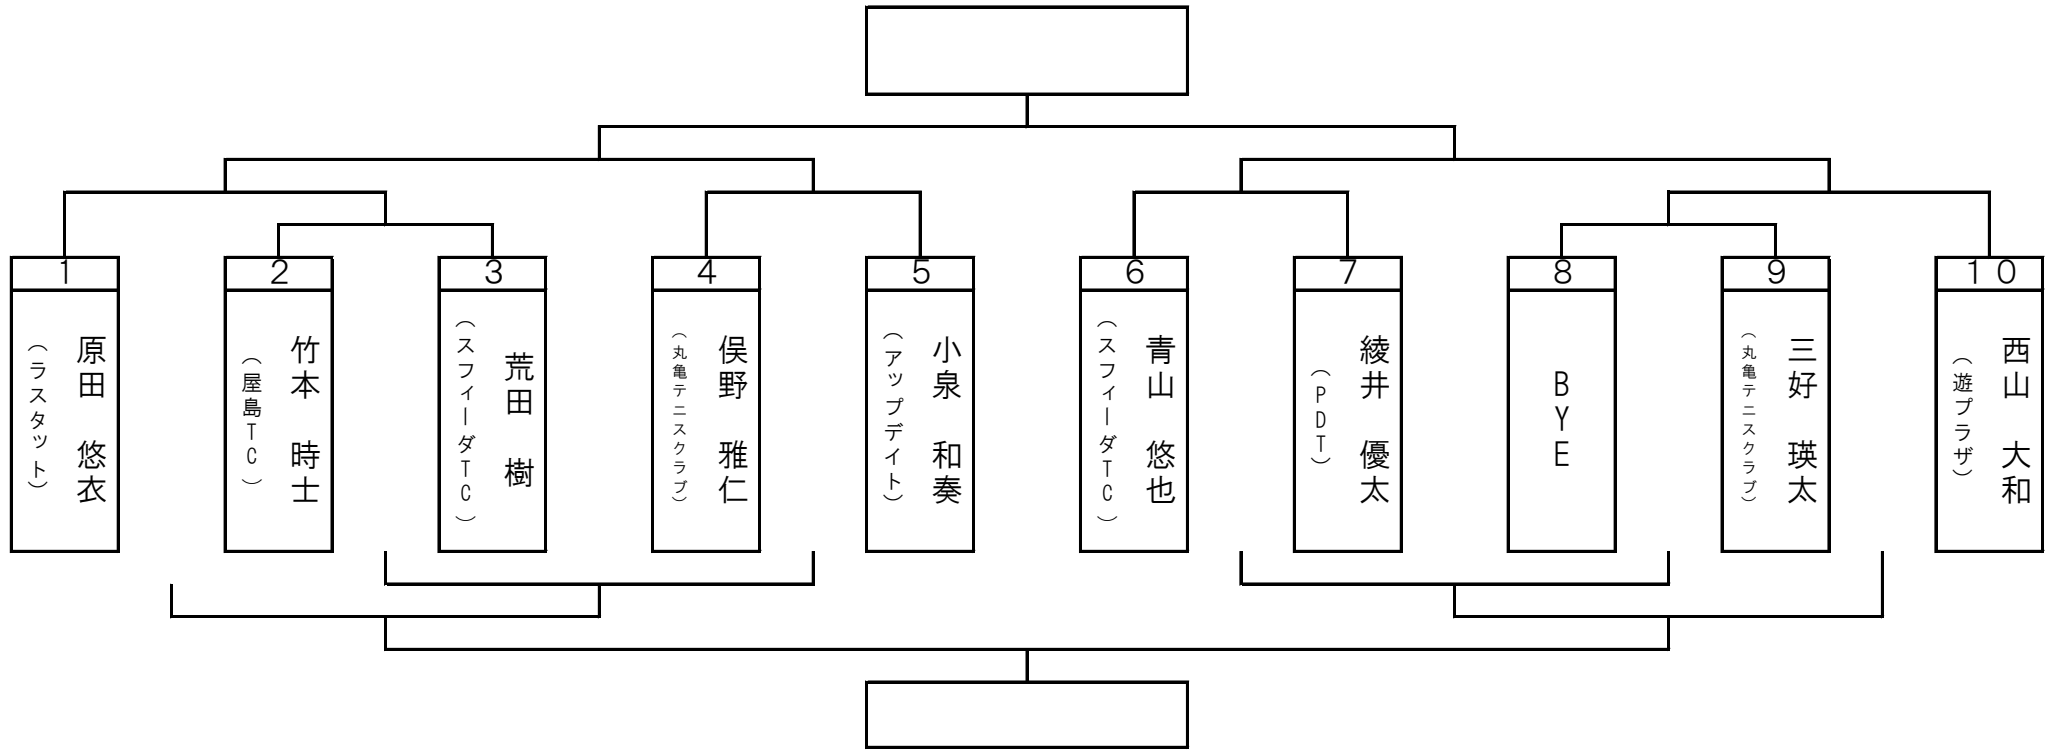 １
原田　悠衣
（ラスタット）
２
竹本　時士
（屋島TC）
３
荒田　樹
（スフィーダTC）
４
俣野　雅仁
（丸亀テニスクラブ）
５
小泉　和奏
（アップデイト）
６
青山　悠也
（スフィーダTC）
７
綾井　優太
（PDT）
８
BYE
９
三好　瑛太
（丸亀テニスクラブ）
１０
西山　大和
（遊プラザ）